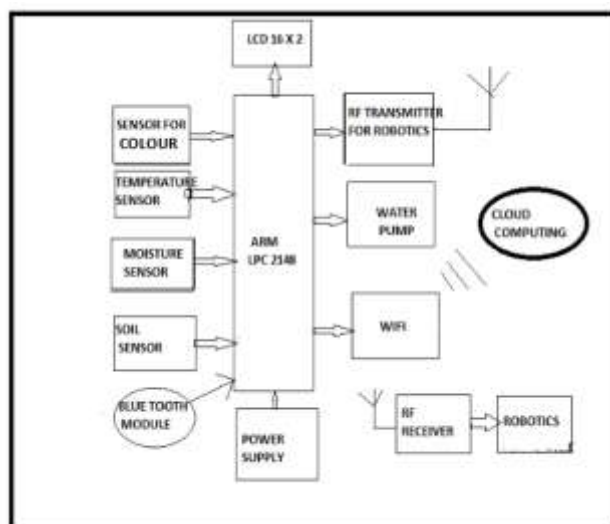 LCD 16 X 2
SENSOR FOR
COLOUR
TEMPERATURE
SENSOR
MOISTURE
SENSOR
SOIL
SENSOR
BLUE TOOTH
MODULE
ARM
LPC 2148
POWER
SUPPLY
RF TRANSMITTER
FOR ROBOTICS
WATER
PUMP
WIFI
CLOUD
COMPUTING
RF
RECEIVER
ROBOTICS